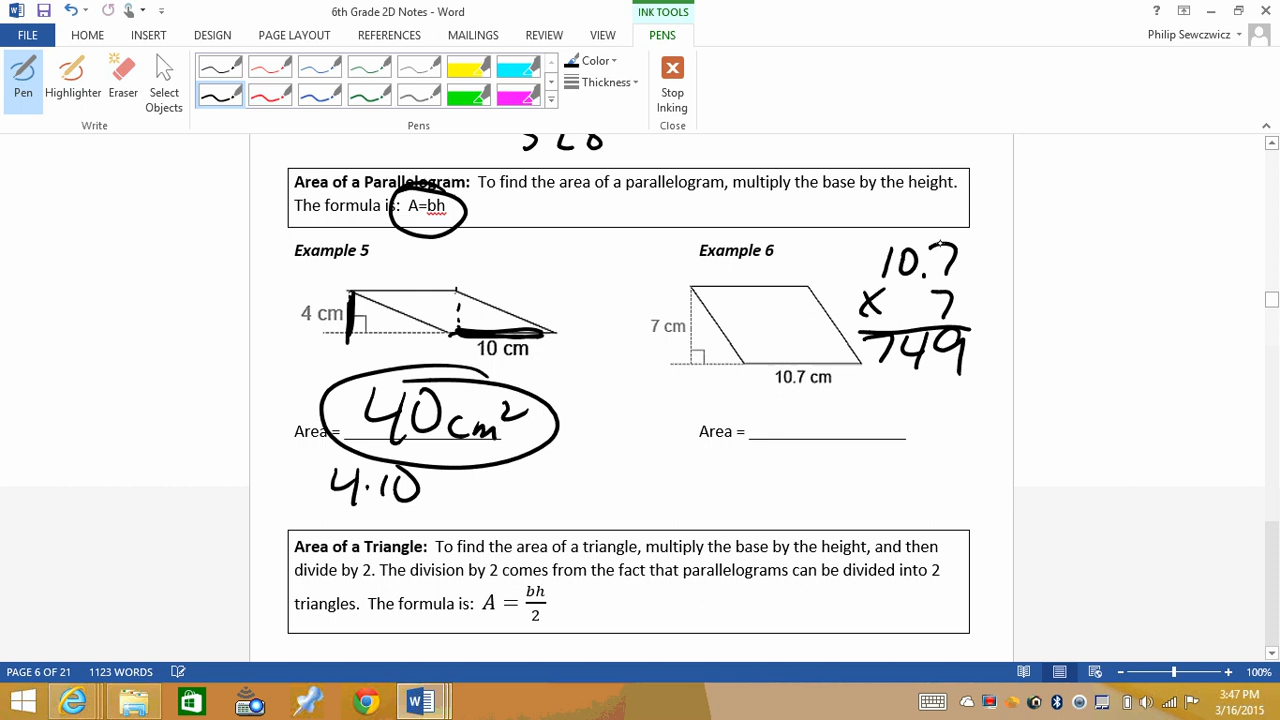 6th Grade 2D Notes - Word
INK TOOLS
?
FILE HOME INSERT DESIGN PAGE LAYOUT REFERENCES MAILINGS REVIEW VIEW PENS
Philip Sewczwicz
Pen Highlighter Eraser Select Objects
Color
Thickness
Stop Inking
Write Pens Close
328
Area of a Parallelogram: To find the area of a parallelogram, multiply the base by the height.
The formula is: A=bh
Example 5
4 cm
10 cm
Area = 40 cm²
4·10
Example 6
10.7
x 7
749
7 cm
10.7 cm
Area =
Area of a Triangle: To find the area of a triangle, multiply the base by the height, and then
divide by 2. The division by 2 comes from the fact that parallelograms can be divided into 2
triangles. The formula is: A = bh/2
PAGE 6 OF 21 1123 WORDS
100%
3:47 PM
3/16/2015